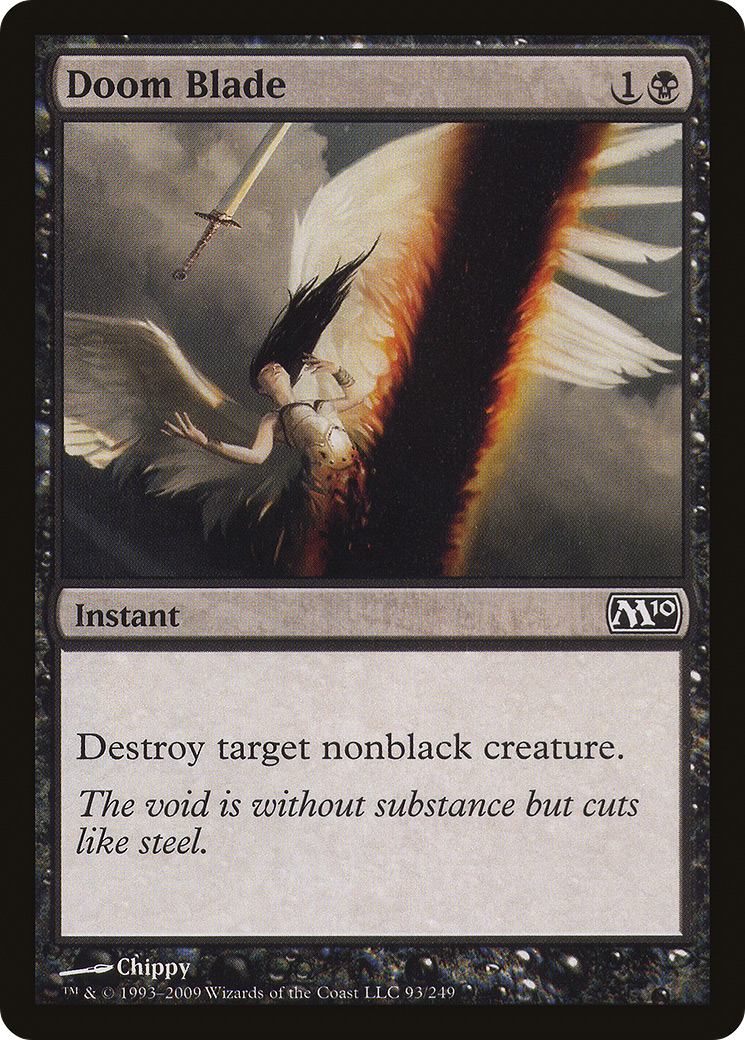 Doom Blade 1
Instant M10
Destroy target nonblack creature.
The void is without substance but cuts
like steel.
Chippy
™ & © 1993–2009 Wizards of the Coast LLC 93/249